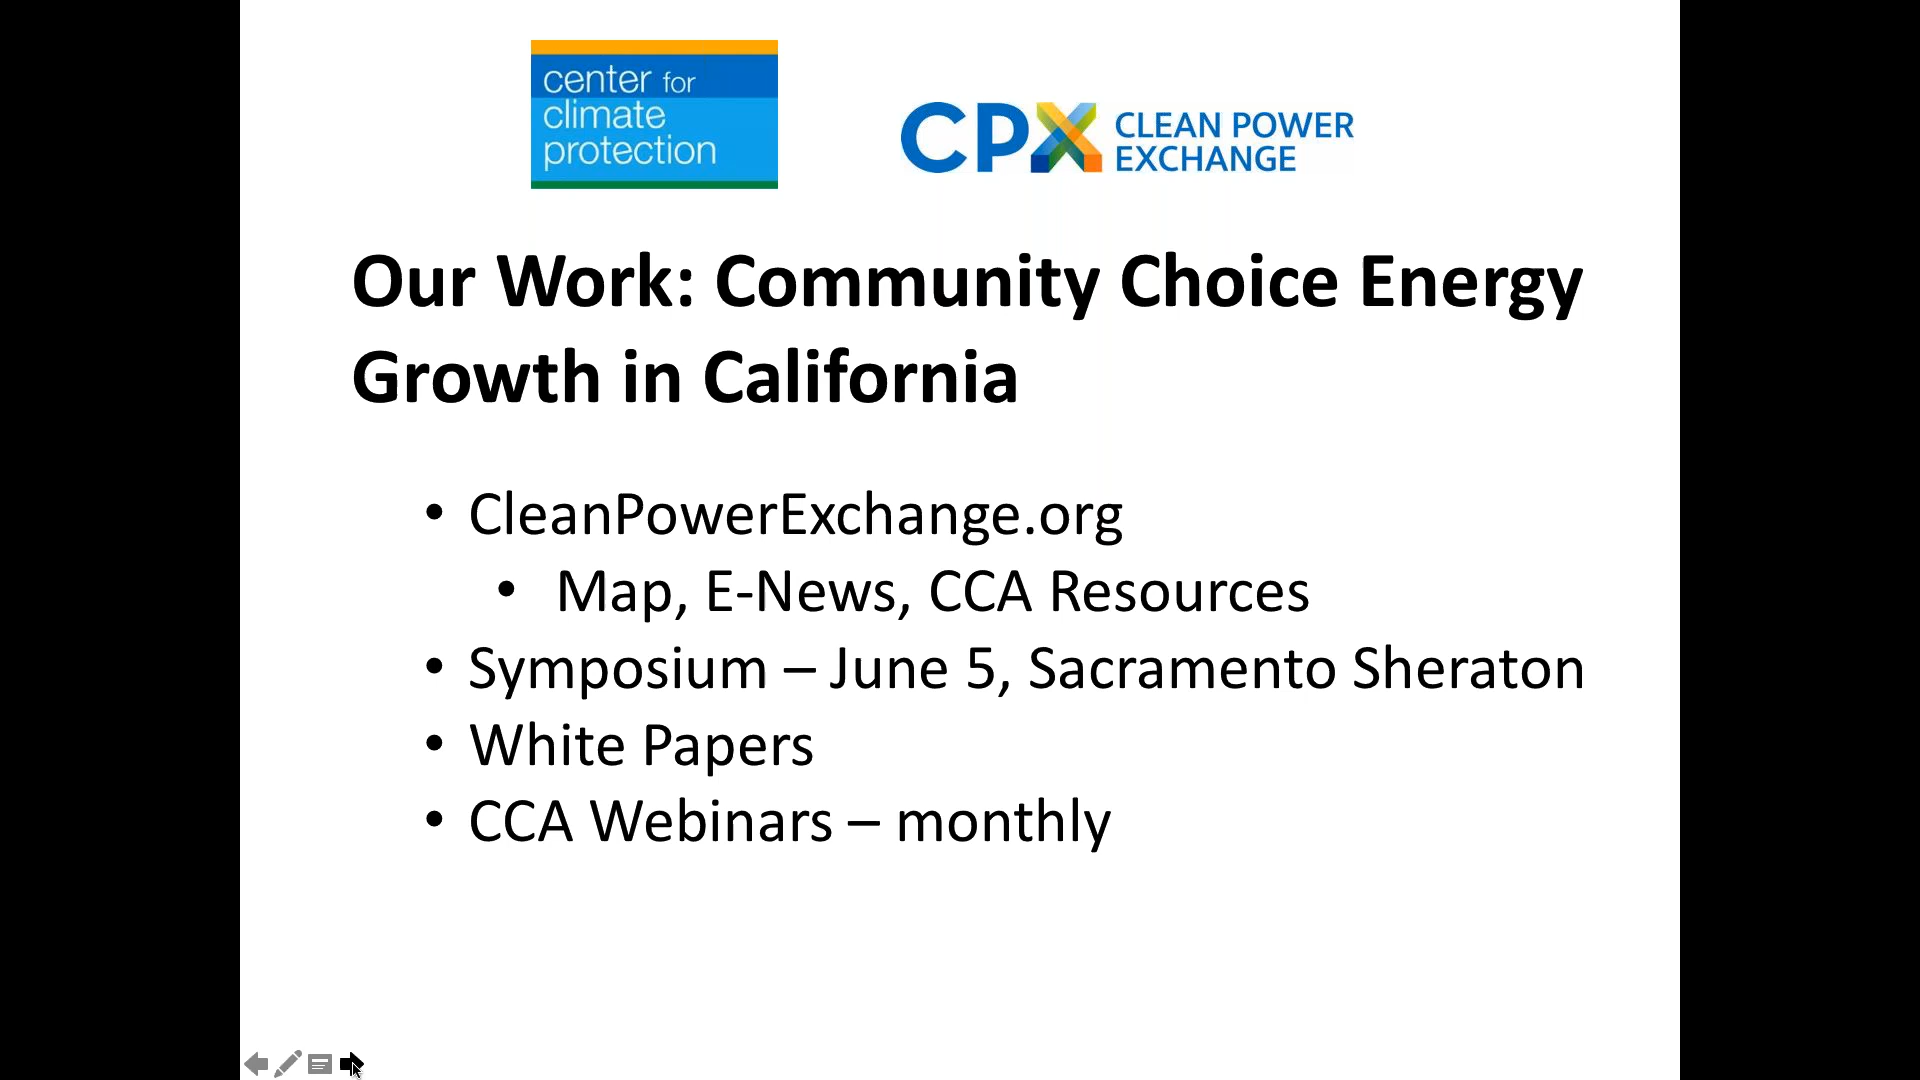 center for
climate
protection
CPX CLEAN POWER
EXCHANGE
Our Work: Community Choice Energy
Growth in California
• CleanPowerExchange.org
• Map, E-News, CCA Resources
• Symposium – June 5, Sacramento Sheraton
• White Papers
• CCA Webinars – monthly